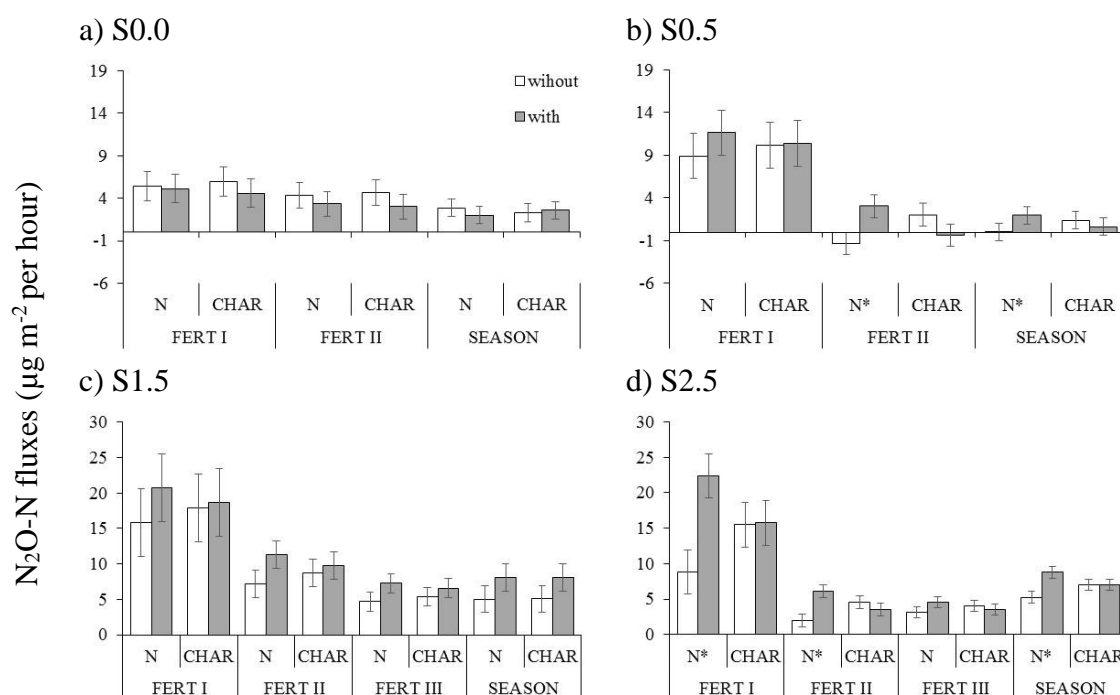 a) S0.0
b) S0.5
N₂O-N fluxes (µg m⁻² per hour)
19
14
9
4
-1
-6
wihout
with
N CHAR N CHAR N CHAR
FERT I FERT II SEASON
19
14
9
4
-1
-6
N CHAR N* CHAR N* CHAR
FERT I FERT II SEASON
c) S1.5
d) S2.5
30
25
20
15
10
5
0
N CHAR N CHAR N CHAR N CHAR
FERT I FERT II FERT III SEASON
30
25
20
15
10
5
0
N* CHAR N* CHAR N CHAR N* CHAR
FERT I FERT II FERT III SEASON